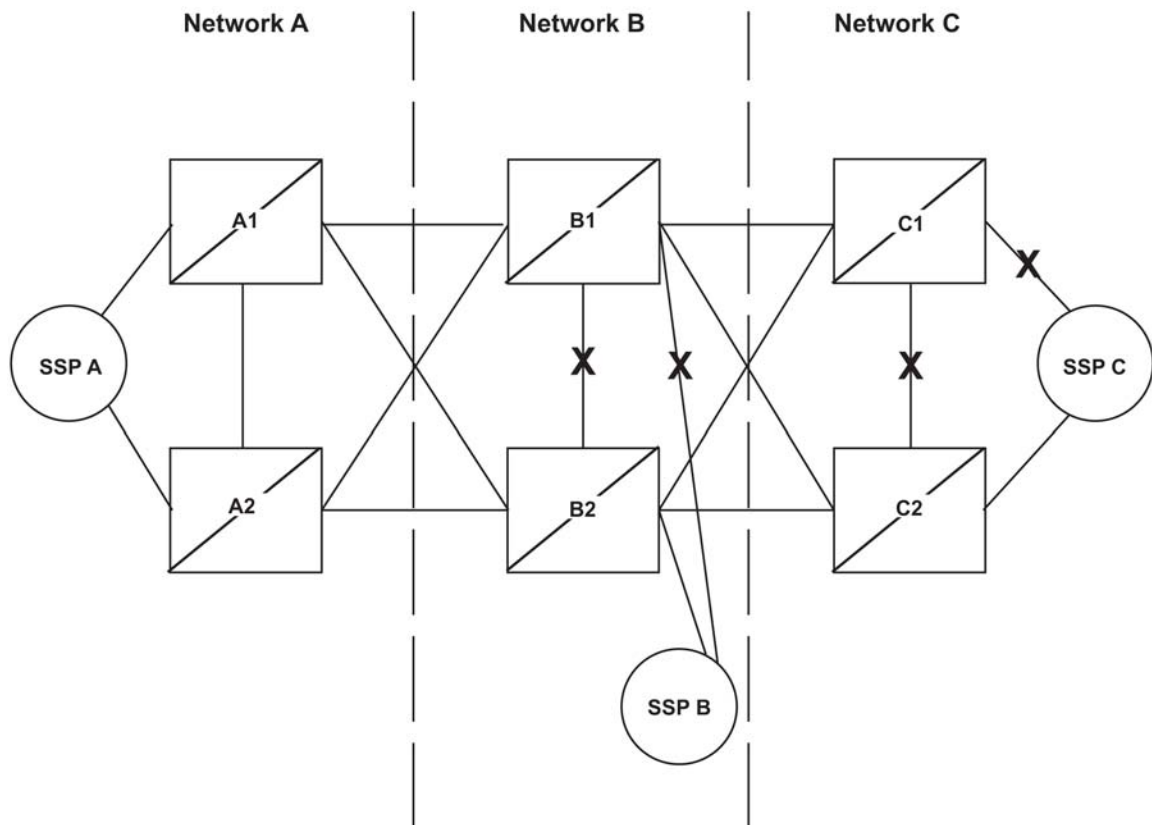 Network A
Network B
Network C
A1
B1
C1
X
SSP A
X
X
X
SSP C
A2
B2
C2
SSP B